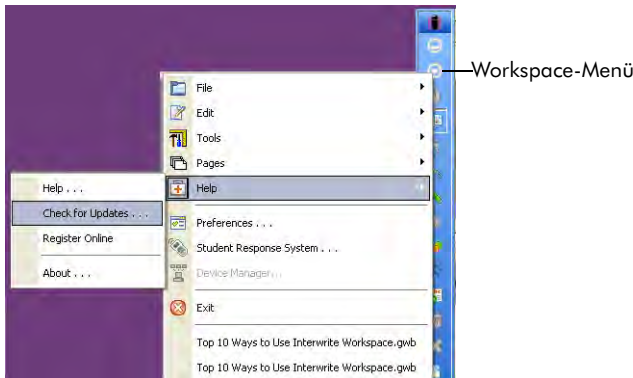 Workspace-Menü
File
Edit
Tools
Pages
Help
Help . . .
Check for Updates . . .
Register Online
About . . .
Preferences . . .
Student Response System . . .
Device Manager...
Exit
Top 10 Ways to Use Interwrite Workspace.gwb
Top 10 Ways to Use Interwrite Workspace.gwb